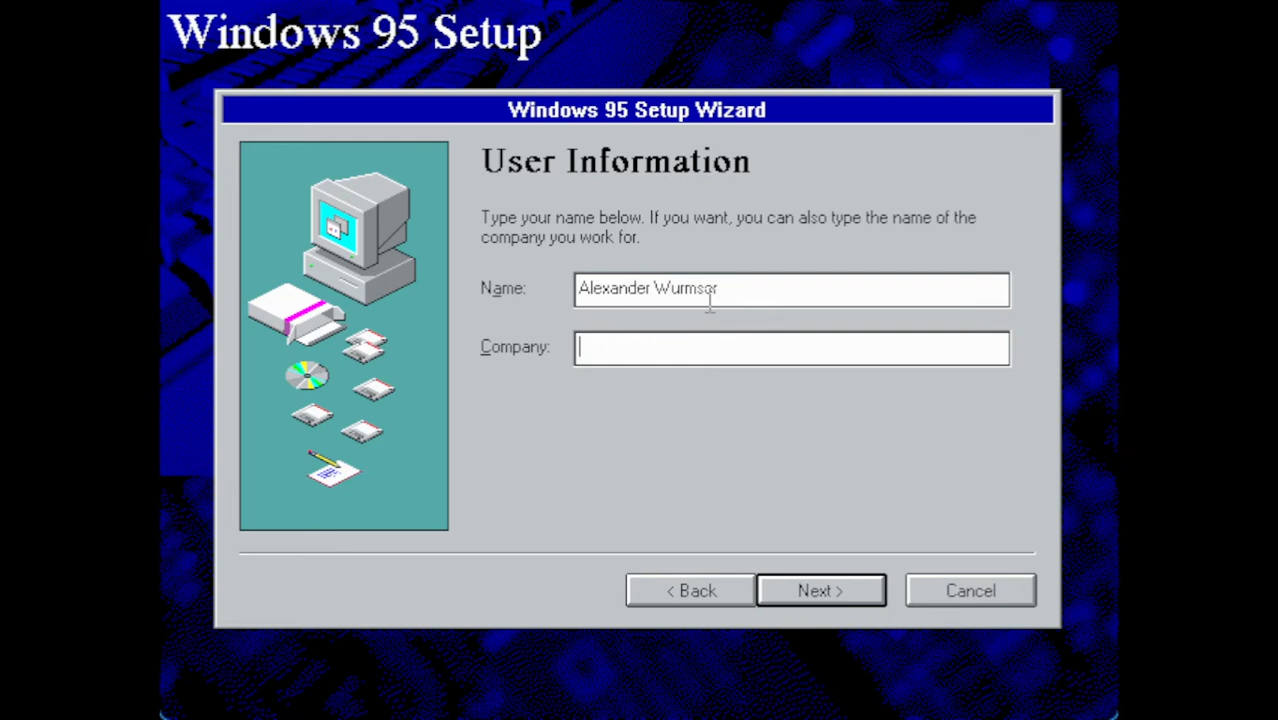 Windows 95 Setup
Windows 95 Setup Wizard
User Information
Type your name below. If you want, you can also type the name of the
company you work for.
Name: Alexander
Company:
< Back Next > Cancel